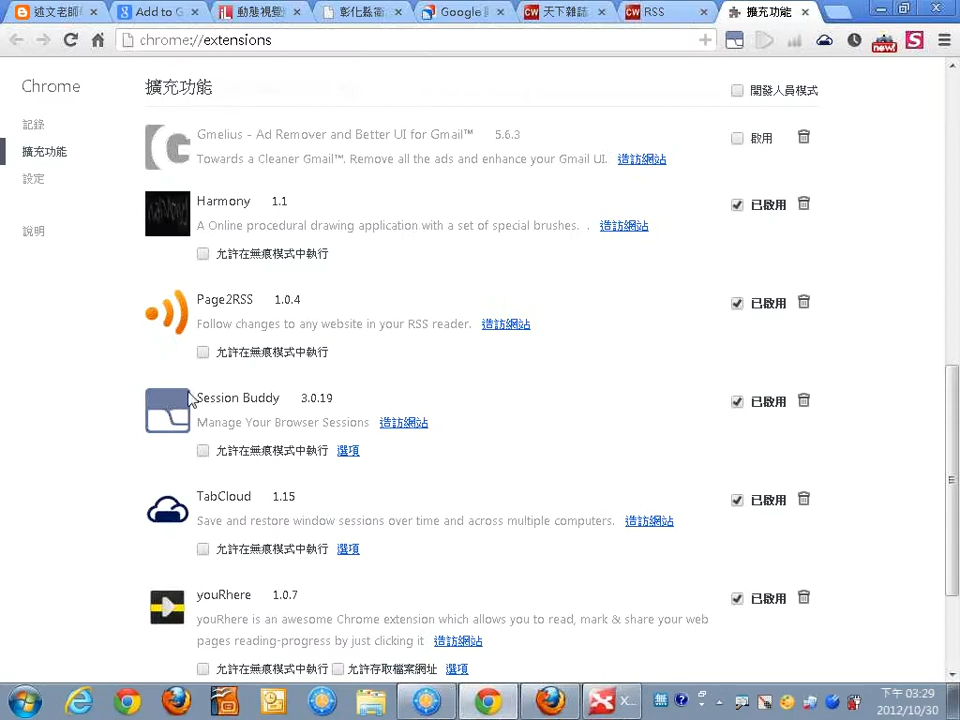 Add to G
動態視覺
Google
天下雜誌
RSS
擴充功能
chrome://extensions
now!
Chrome
記錄
擴充功能
設定
說明
擴充功能
開發人員模式
Gmelius - Ad Remover and Better UI for Gmail™ 5.6.3
啟用
Towards a Cleaner Gmail™. Remove all the ads and enhance your Gmail UI. 造訪網站
Harmony 1.1
已啟用
A Online procedural drawing application with a set of special brushes. . 造訪網站
允許在無痕模式中執行
Page2RSS 1.0.4
已啟用
Follow changes to any website in your RSS reader. 造訪網站
允許在無痕模式中執行
Session Buddy 3.0.19
已啟用
Manage Your Browser Sessions 造訪網站
允許在無痕模式中執行 選項
TabCloud 1.15
已啟用
Save and restore window sessions over time and across multiple computers. 造訪網站
允許在無痕模式中執行 選項
youRhere 1.0.7
已啟用
youRhere is an awesome Chrome extension which allows you to read, mark & share your web
pages reading-progress by just clicking it 造訪網站
允許在無痕模式中執行 允許存取檔案網址 選項
X...
下午 03:29
2012/10/30